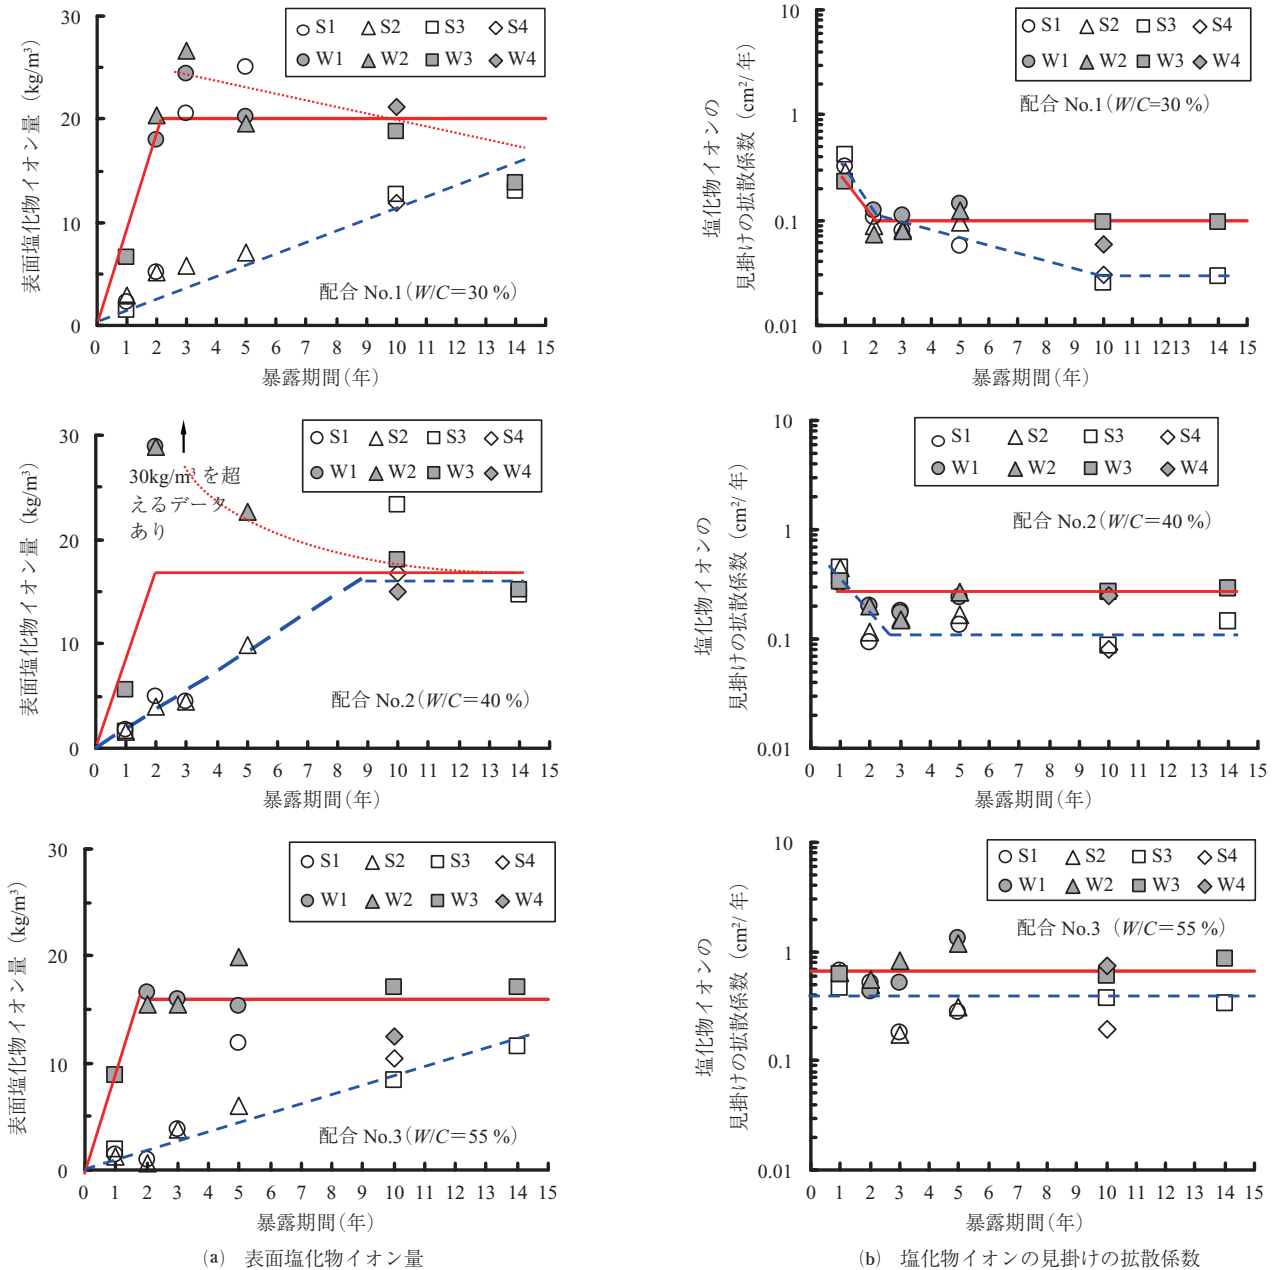 30
20
10
0
表面塩化物イオン量 (kg/m³)
S1 S2 S3 S4
W1 W2 W3 W4
配合 No.1(W/C=30 %)
0 1 2 3 4 5 6 7 8 9 10 11 12 13 14 15
暴露期間(年)
10
1
0.1
0.01
塩化物イオンの
見掛けの拡散係数 (cm²/年)
S1 S2 S3 S4
W1 W2 W3 W4
配合 No.1(W/C=30 %)
0 1 2 3 4 5 6 7 8 9 10 11 1213 14 15
暴露期間(年)
30
20
10
0
表面塩化物イオン量 (kg/m³)
S1 S2 S3 S4
W1 W2 W3 W4
30kg/m³ を超
えるデータ
あり
配合 No.2(W/C=40 %)
0 1 2 3 4 5 6 7 8 9 10 11 12 13 14 15
暴露期間(年)
10
1
0.1
0.01
塩化物イオンの
見掛けの拡散係数 (cm²/年)
S1 S2 S3 S4
W1 W2 W3 W4
配合 No.2(W/C=40 %)
0 1 2 3 4 5 6 7 8 9 10 11 12 13 14 15
暴露期間(年)
30
20
10
0
表面塩化物イオン量 (kg/m³)
S1 S2 S3 S4
W1 W2 W3 W4
配合 No.3(W/C=55 %)
0 1 2 3 4 5 6 7 8 9 10 11 12 13 14 15
暴露期間(年)
10
1
0.1
0.01
塩化物イオンの
見掛けの拡散係数 (cm²/年)
S1 S2 S3 S4
W1 W2 W3 W4
配合 No.3 (W/C=55 %)
0 1 2 3 4 5 6 7 8 9 10 11 12 13 14 15
暴露期間(年)
(a) 表面塩化物イオン量
(b) 塩化物イオンの見掛けの拡散係数